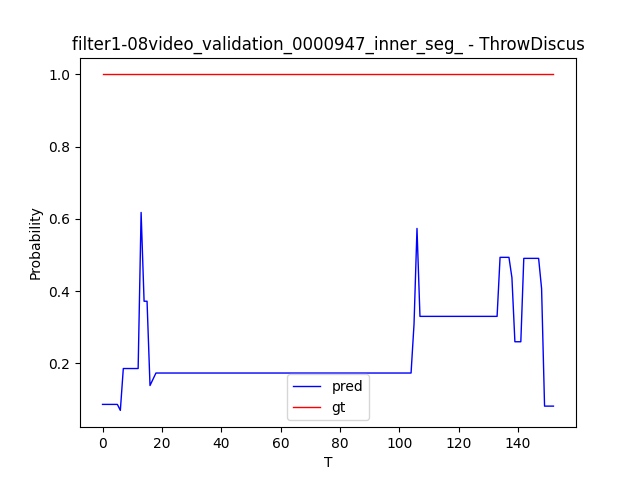 filter1-08video_validation_0000947_inner_seg_ - ThrowDiscus
1.0
0.8
0.6
0.4
0.2
Probability
0 20 40 60 80 100 120 140
T
pred
gt